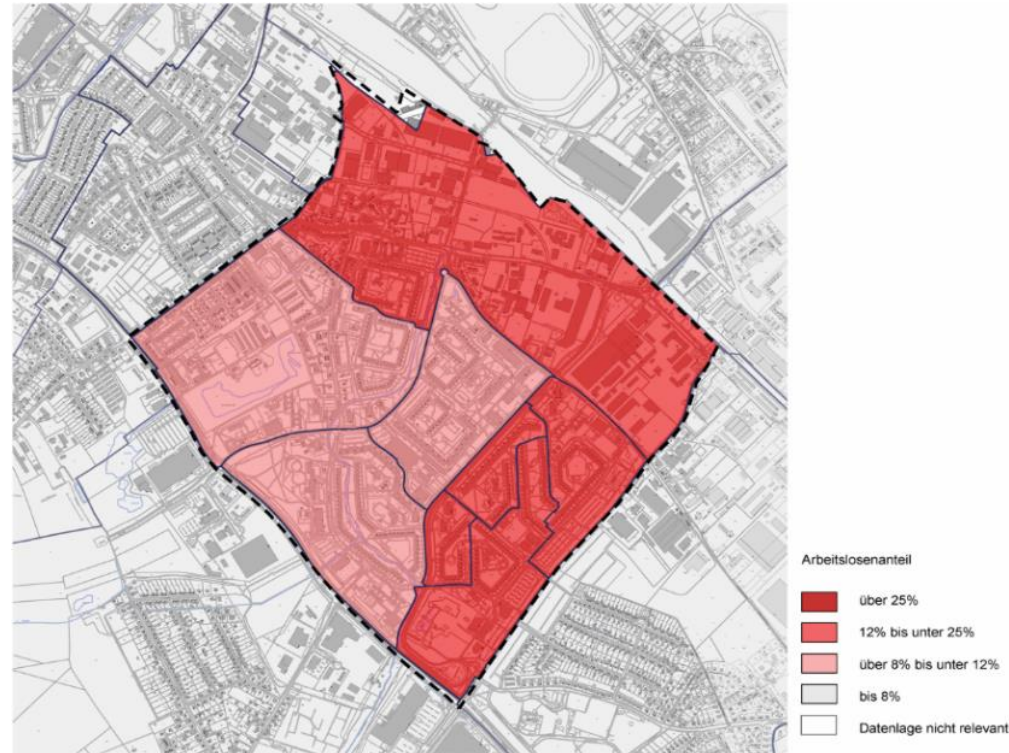 Arbeitslosenanteil
über 25%
12% bis unter 25%
über 8% bis unter 12%
bis 8%
Datenlage nicht relevant